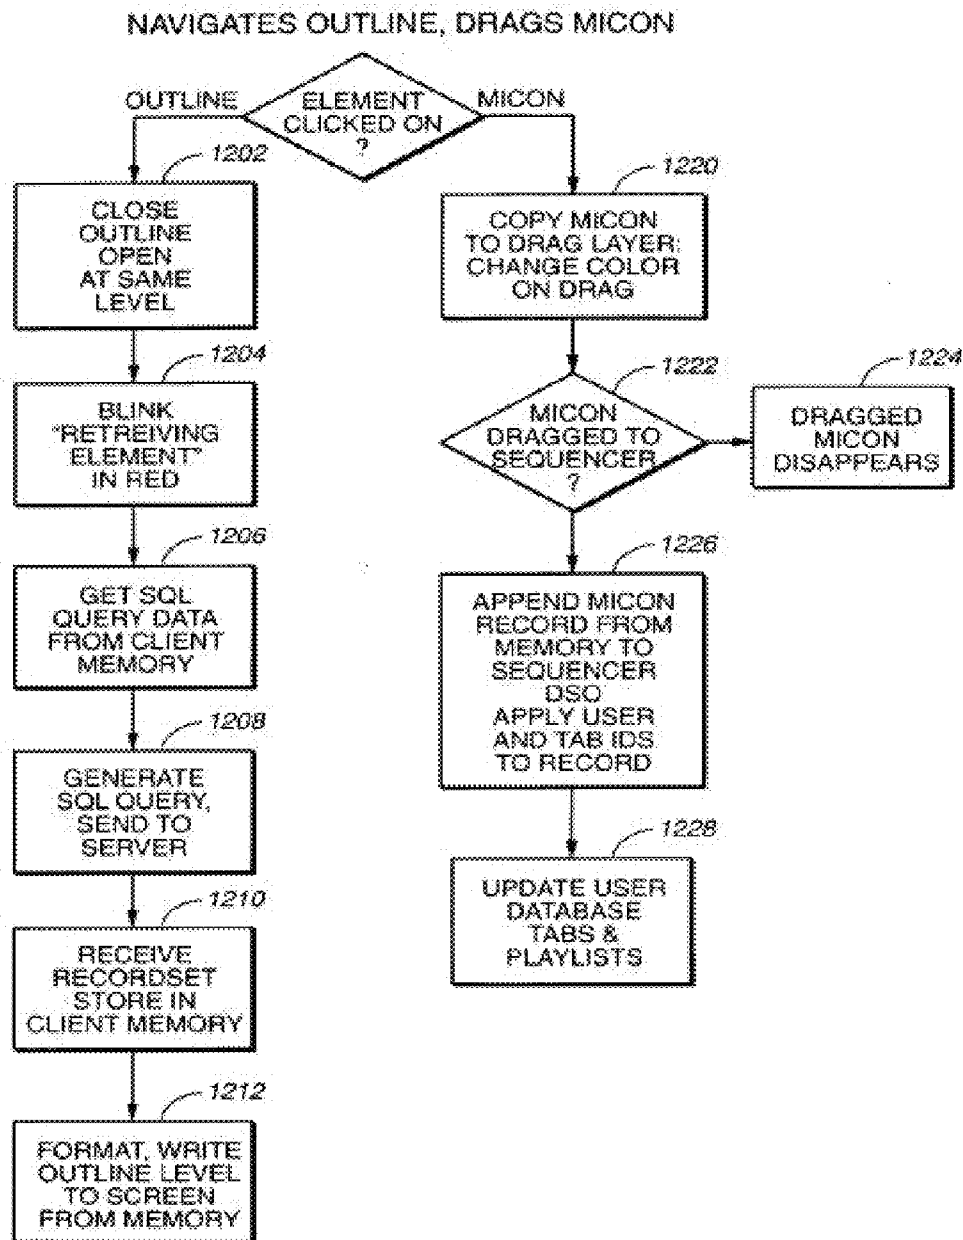 NAVIGATES OUTLINE, DRAGS MICON
OUTLINE
ELEMENT
CLICKED ON
?
MICON
1202
CLOSE
OUTLINE
OPEN
AT SAME
LEVEL
1204
BLINK
"RETREIVING
ELEMENT"
IN RED
1206
GET SQL
QUERY DATA
FROM CLIENT
MEMORY
1208
GENERATE
SQL QUERY,
SEND TO
SERVER
1210
RECEIVE
RECORDSET
STORE IN
CLIENT MEMORY
1212
FORMAT, WRITE
OUTLINE LEVEL
TO SCREEN
FROM MEMORY
1220
COPY MICON
TO DRAG LAYER:
CHANGE COLOR
ON DRAG
1222
MICON
DRAGGED TO
SEQUENCER
?
1224
DRAGGED
MICON
DISAPPEARS
1226
APPEND MICON
RECORD FROM
MEMORY TO
SEQUENCER
DSO
APPLY USER
AND TAB IDS
TO RECORD
1228
UPDATE USER
DATABASE
TABS &
PLAYLISTS